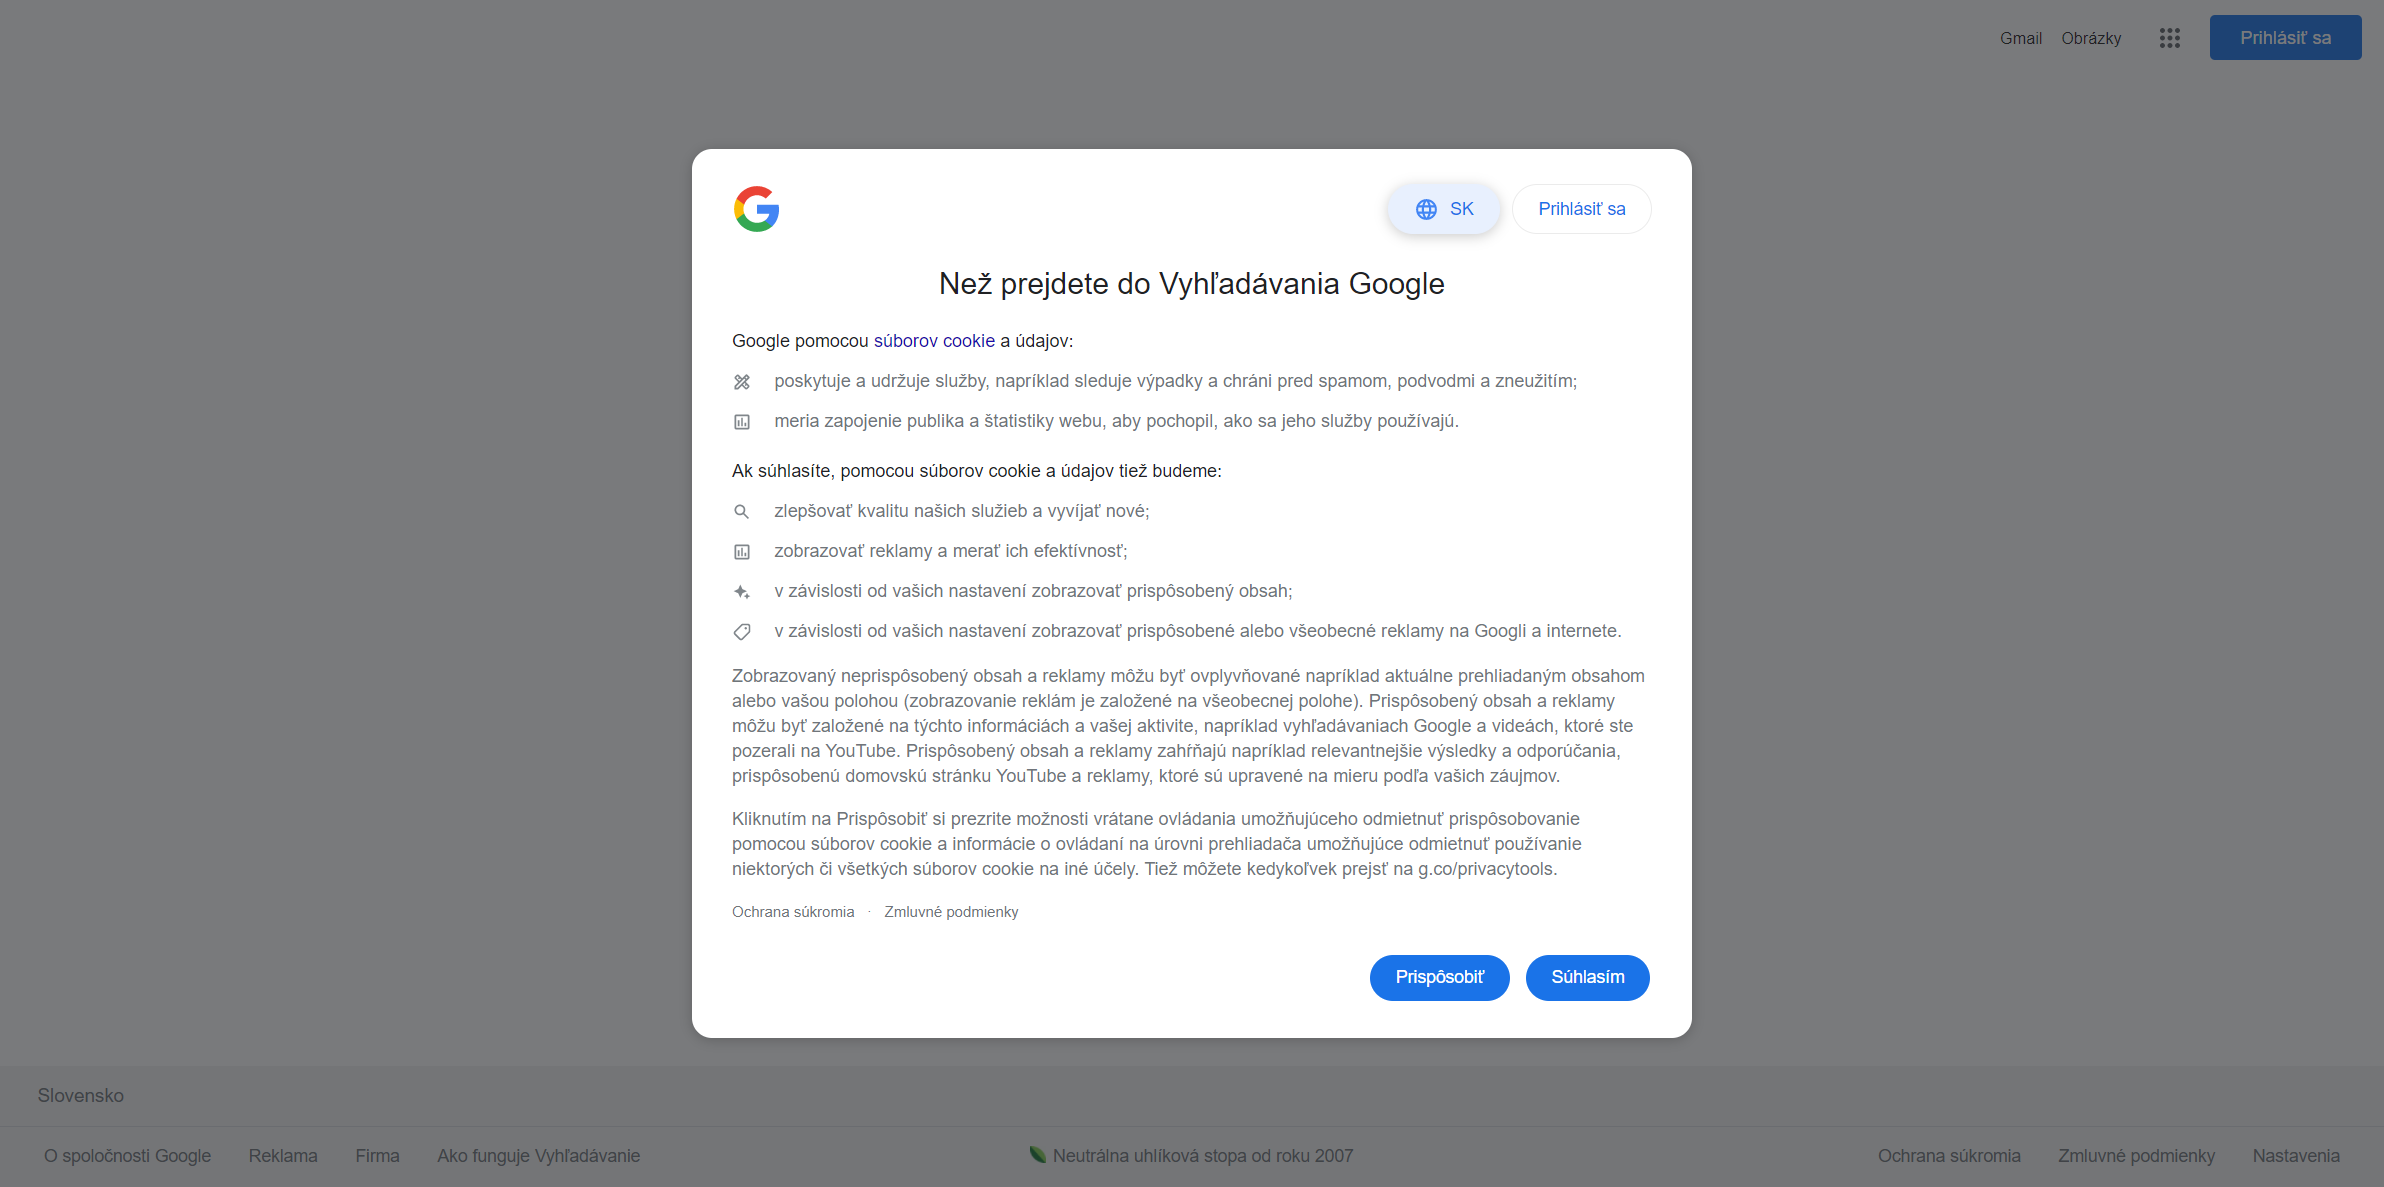 Gmail Obrázky Prihlásiť sa
SK Prihlásiť sa
Než prejdete do Vyhľadávania Google
Google pomocou súborov cookie a údajov:
poskytuje a udržuje služby, napríklad sleduje výpadky a chráni pred spamom, podvodmi a zneužitím;
meria zapojenie publika a štatistiky webu, aby pochopil, ako sa jeho služby používajú.
Ak súhlasíte, pomocou súborov cookie a údajov tiež budeme:
zlepšovať kvalitu našich služieb a vyvíjať nové;
zobrazovať reklamy a merať ich efektívnosť;
v závislosti od vašich nastavení zobrazovať prispôsobený obsah;
v závislosti od vašich nastavení zobrazovať prispôsobené alebo všeobecné reklamy na Googli a internete.
Zobrazovaný neprispôsobený obsah a reklamy môžu byť ovplyvňované napríklad aktuálne prehliadaným obsahom
alebo vašou polohou (zobrazovanie reklám je založené na všeobecnej polohe). Prispôsobený obsah a reklamy
môžu byť založené na týchto informáciách a vašej aktivite, napríklad vyhľadávaniach Google a videách, ktoré ste
pozerali na YouTube. Prispôsobený obsah a reklamy zahŕňajú napríklad relevantnejšie výsledky a odporúčania,
prispôsobenú domovskú stránku YouTube a reklamy, ktoré sú upravené na mieru podľa vašich záujmov.
Kliknutím na Prispôsobiť si prezrite možnosti vrátane ovládania umožňujúceho odmietnuť prispôsobovanie
pomocou súborov cookie a informácie o ovládaní na úrovni prehliadača umožňujúce odmietnuť používanie
niektorých či všetkých súborov cookie na iné účely. Tiež môžete kedykoľvek prejsť na g.co/privacytools.
Ochrana súkromia · Zmluvné podmienky
Prispôsobiť Súhlasím
Slovensko
O spoločnosti Google Reklama Firma Ako funguje Vyhľadávanie Neutrálna uhlíková stopa od roku 2007 Ochrana súkromia Zmluvné podmienky Nastavenia